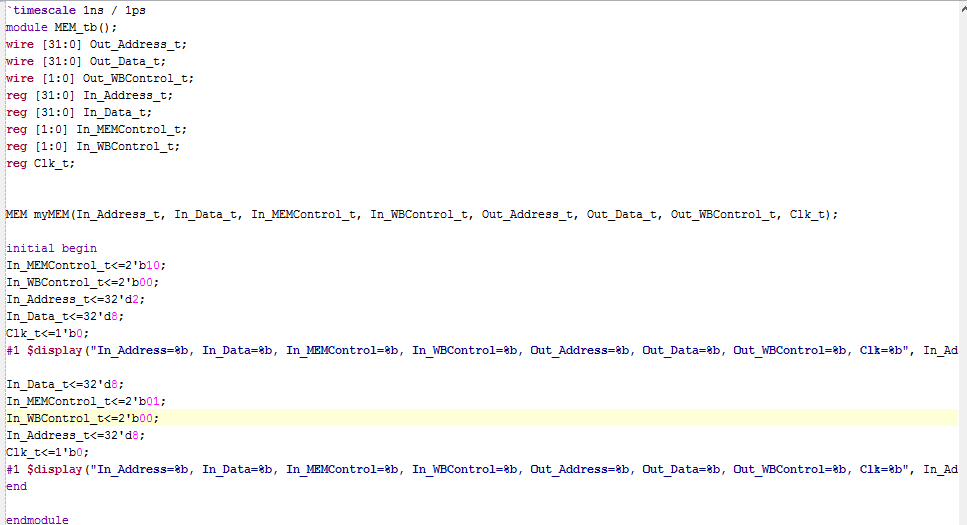 `timescale 1ns / 1ps
module MEM_tb();
wire [31:0] Out_Address_t;
wire [31:0] Out_Data_t;
wire [1:0] Out_WBControl_t;
reg [31:0] In_Address_t;
reg [31:0] In_Data_t;
reg [1:0] In_MEMControl_t;
reg [1:0] In_WBControl_t;
reg Clk_t;
MEM myMEM(In_Address_t, In_Data_t, In_MEMControl_t, In_WBControl_t, Out_Address_t, Out_Data_t, Out_WBControl_t, Clk_t);
initial begin
In_MEMControl_t<=2'b10;
In_WBControl_t<=2'b00;
In_Address_t<=32'd2;
In_Data_t<=32'd8;
Clk_t<=1'b0;
#1 $display("In_Address=%b, In_Data=%b, In_MEMControl=%b, In_WBControl=%b, Out_Address=%b, Out_Data=%b, Out_WBControl=%b, Clk=%b", In_Ad
In_Data_t<=32'd8;
In_MEMControl_t<=2'b01;
In_WBControl_t<=2'b00;
In_Address_t<=32'd8;
Clk_t<=1'b0;
#1 $display("In_Address=%b, In_Data=%b, In_MEMControl=%b, In_WBControl=%b, Out_Address=%b, Out_Data=%b, Out_WBControl=%b, Clk=%b", In_Ad
end
endmodule